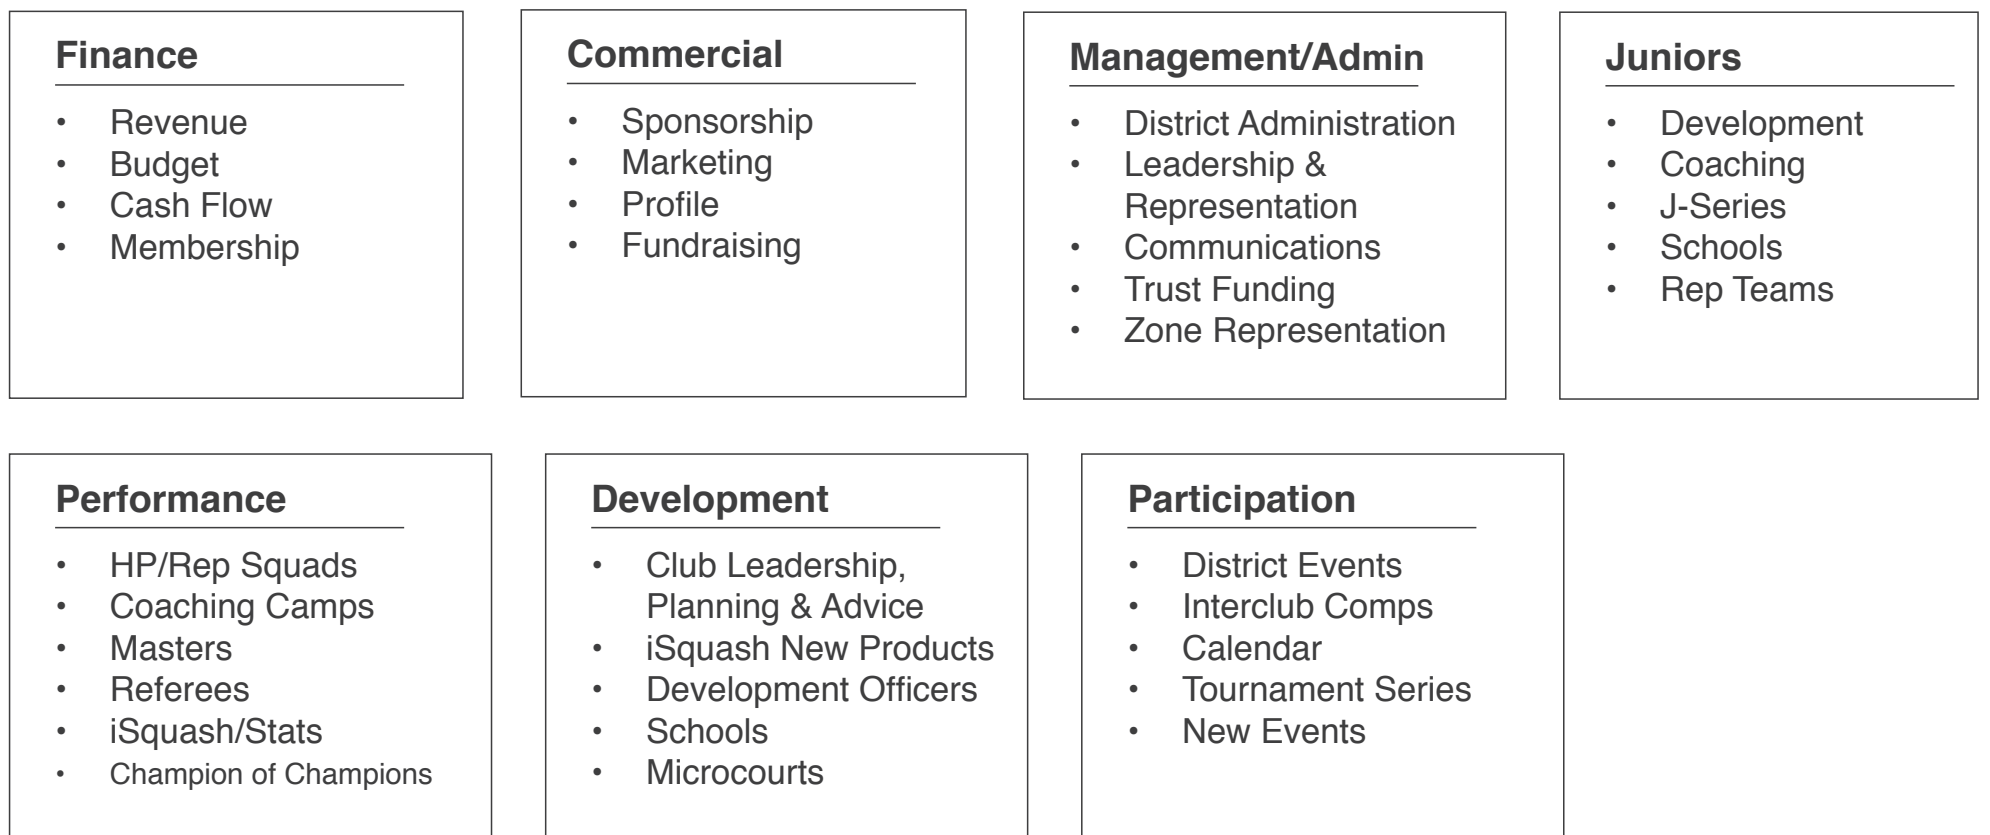 Finance
• Revenue
• Budget
• Cash Flow
• Membership
Commercial
• Sponsorship
• Marketing
• Profile
• Fundraising
Management/Admin
• District Administration
• Leadership &
Representation
• Communications
• Trust Funding
• Zone Representation
Juniors
• Development
• Coaching
• J-Series
• Schools
• Rep Teams
Performance
• HP/Rep Squads
• Coaching Camps
• Masters
• Referees
• iSquash/Stats
• Champion of Champions
Development
• Club Leadership,
Planning & Advice
• iSquash New Products
• Development Officers
• Schools
• Microcourts
Participation
• District Events
• Interclub Comps
• Calendar
• Tournament Series
• New Events